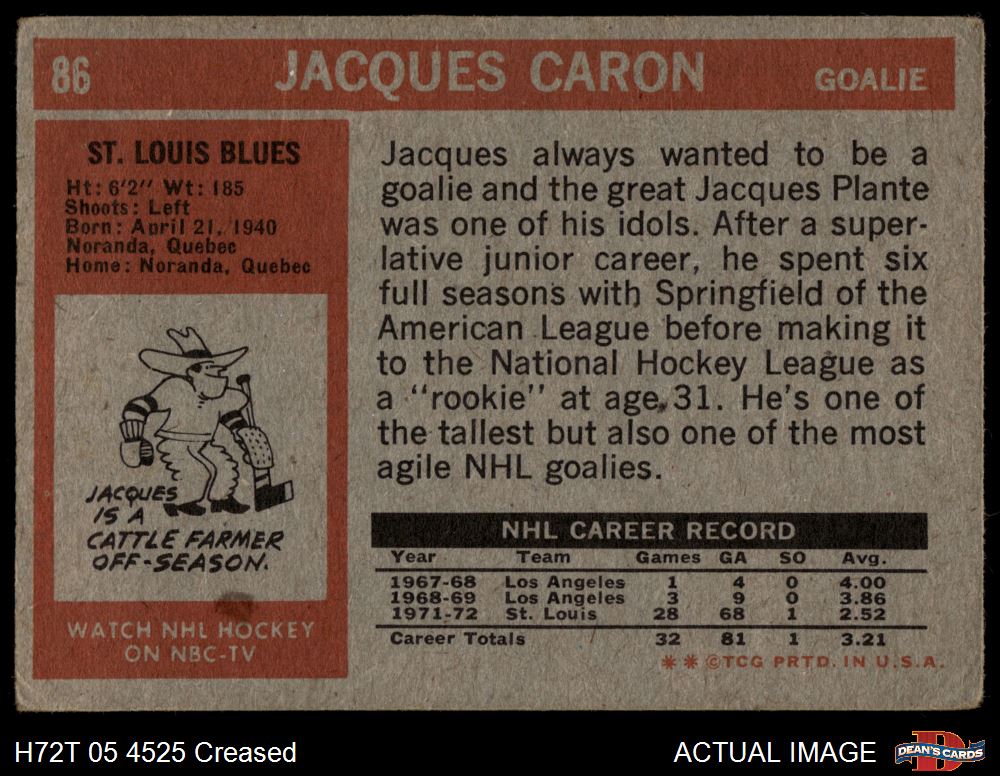 86 JACQUES CARON GOALIE
ST. LOUIS BLUES
Ht: 6'2" Wt: 185
Shoots: Left
Born: April 21, 1940
Noranda, Quebec
Home: Noranda, Quebec
JACQUES
IS A
CATTLE FARMER
OFF-SEASON.
WATCH NHL HOCKEY
ON NBC-TV
Jacques always wanted to be a
goalie and the great Jacques Plante
was one of his idols. After a super-
lative junior career, he spent six
full seasons with Springfield of the
American League before making it
to the National Hockey League as
a "rookie" at age 31. He's one of
the tallest but also one of the most
agile NHL goalies.
NHL CAREER RECORD
Year Team Games GA SO Avg.
1967-68 Los Angeles 1 4 0 4.00
1968-69 Los Angeles 3 9 0 3.86
1971-72 St. Louis 28 68 1 2.52
Career Totals 32 81 1 3.21
** ©TCG PRTD. IN U.S.A.
H72T 05 4525 Creased
ACTUAL IMAGE
DEAN'S CARDS